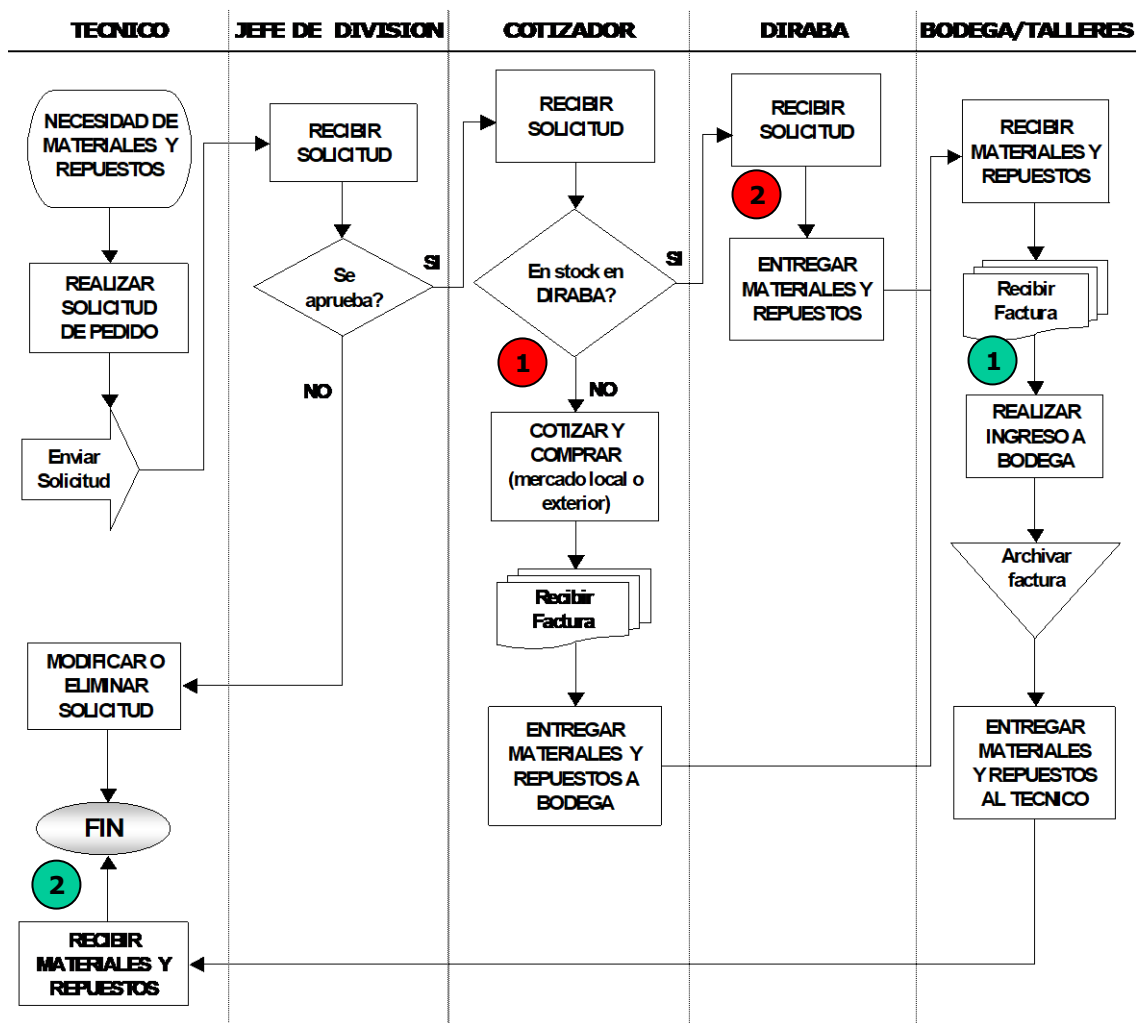 TECNICO
JEFE DE DIVISION
COTIZADOR
DIRABA
BODEGA/TALLERES
NECESIDAD DE
MATERIALES Y
REPUESTOS
REALIZAR
SOLICITUD
DE PEDIDO
Enviar
Solicitud
MODIFICAR O
ELIMINAR
SOLICITUD
FIN
2
RECIBIR
MATERIALES Y
REPUESTOS
RECIBIR
SOLICITUD
Se
aprueba?
SI
NO
RECIBIR
SOLICITUD
En stock en
DIRABA?
SI
1
NO
COTIZAR Y
COMPRAR
(mercado local o
exterior)
Recibir
Factura
ENTREGAR
MATERIALES Y
REPUESTOS A
BODEGA
RECIBIR
SOLICITUD
2
ENTREGAR
MATERIALES Y
REPUESTOS
RECIBIR
MATERIALES Y
REPUESTOS
Recibir
Factura
1
REALIZAR
INGRESO A
BODEGA
Archivar
factura
ENTREGAR
MATERIALES
Y REPUESTOS
AL TECNICO